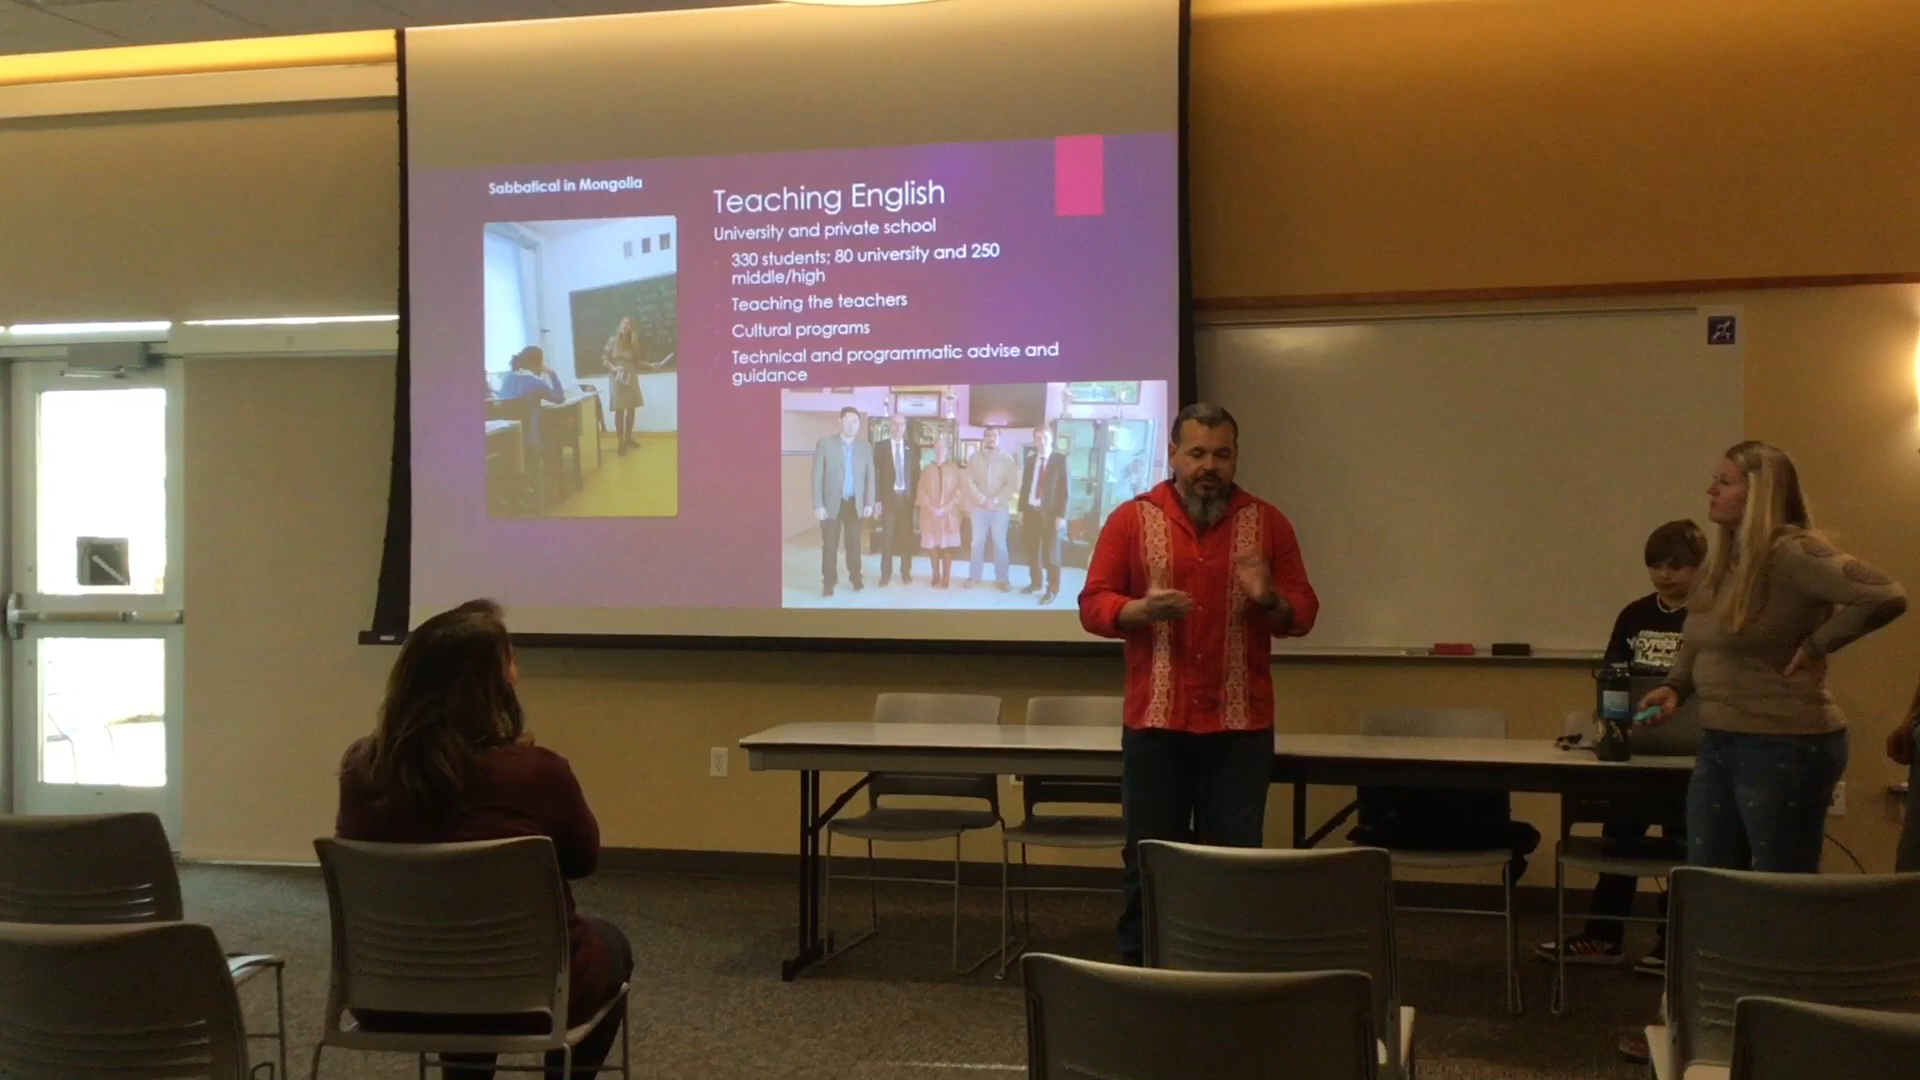 Sabbatical in Mongolia
Teaching English
University and private school
330 students; 80 university and 250
middle/high
Teaching the teachers
Cultural programs
Technical and programmatic advise and
guidance